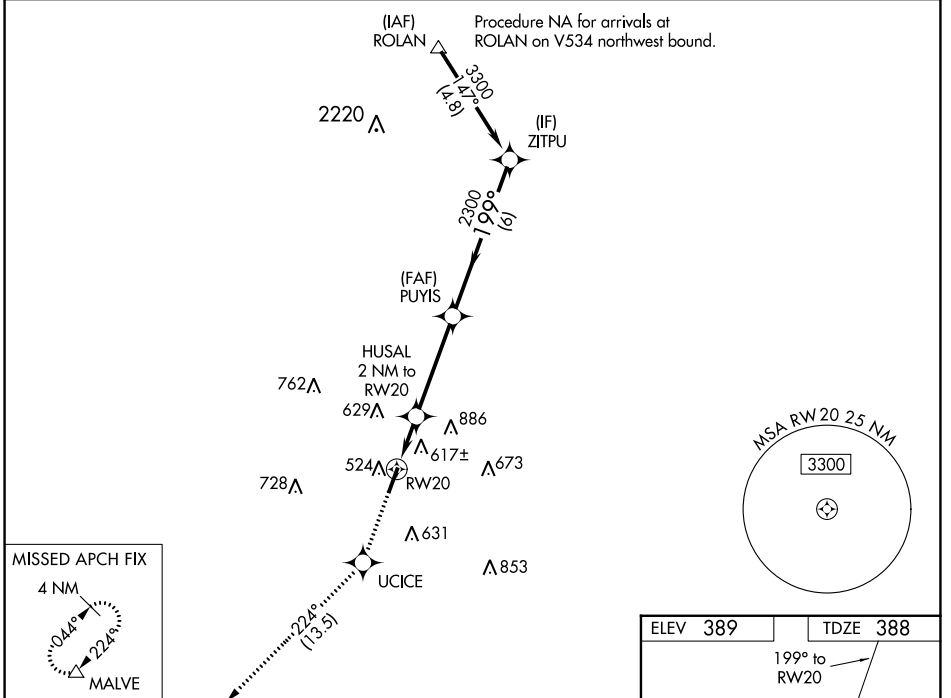 (IAF)
ROLAN
Procedure NA for arrivals at
ROLAN on V534 northwest bound.
3300
147°
(4.8)
2220
(IF)
ZITPU
2300
199°
(6)
(FAF)
PUYIS
HUSAL
2 NM to
RW20
762
629
886
617±
524
RW20
673
728
631
853
UCICE
224°
(13.5)
MSA RW20 25 NM
3300
MISSED APCH FIX
4 NM
044°
224°
MALVE
ELEV 389
TDZE 388
199° to
RW20